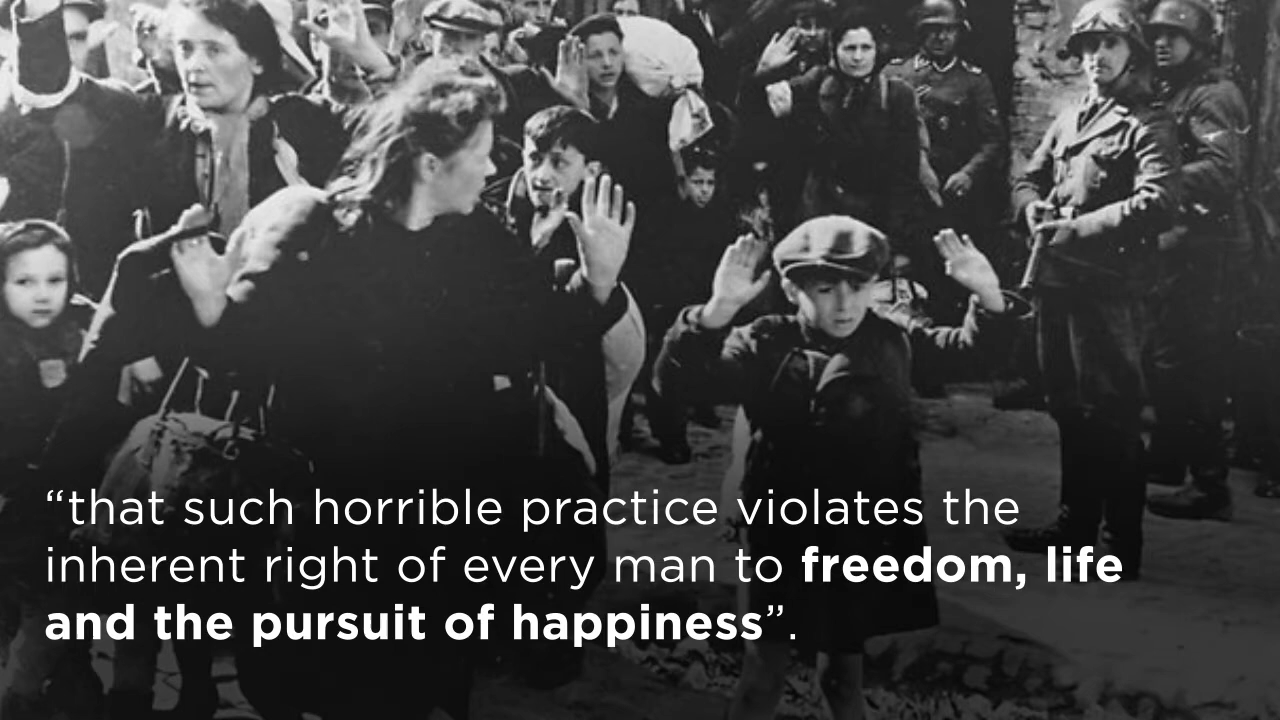 “that such horrible practice violates the
inherent right of every man to freedom, life
and the pursuit of happiness”.